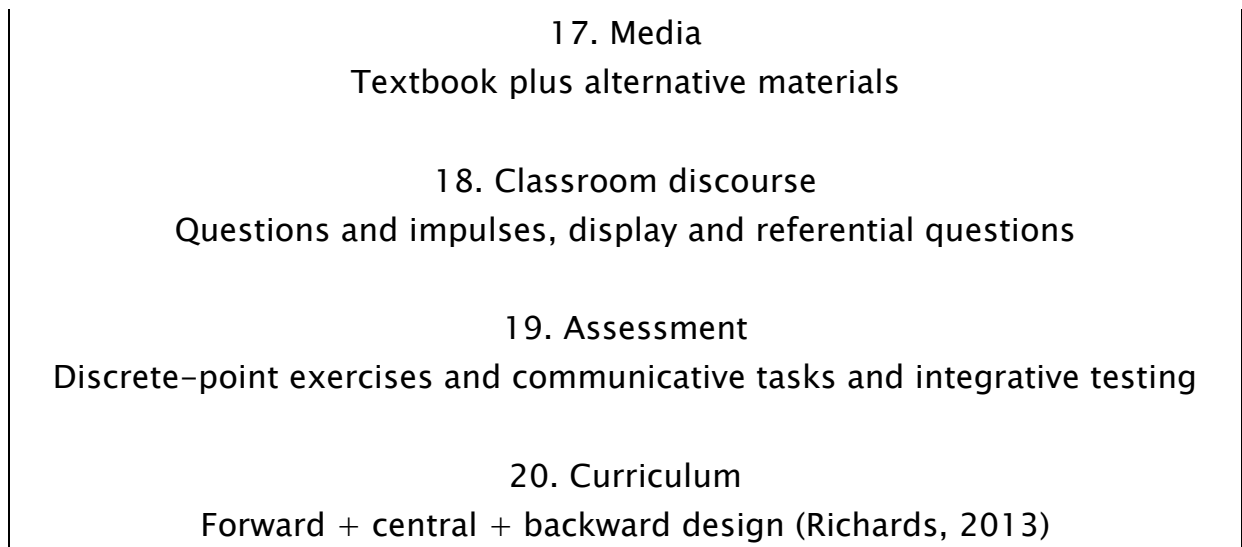 17. Media
Textbook plus alternative materials
18. Classroom discourse
Questions and impulses, display and referential questions
19. Assessment
Discrete-point exercises and communicative tasks and integrative testing
20. Curriculum
Forward + central + backward design (Richards, 2013)